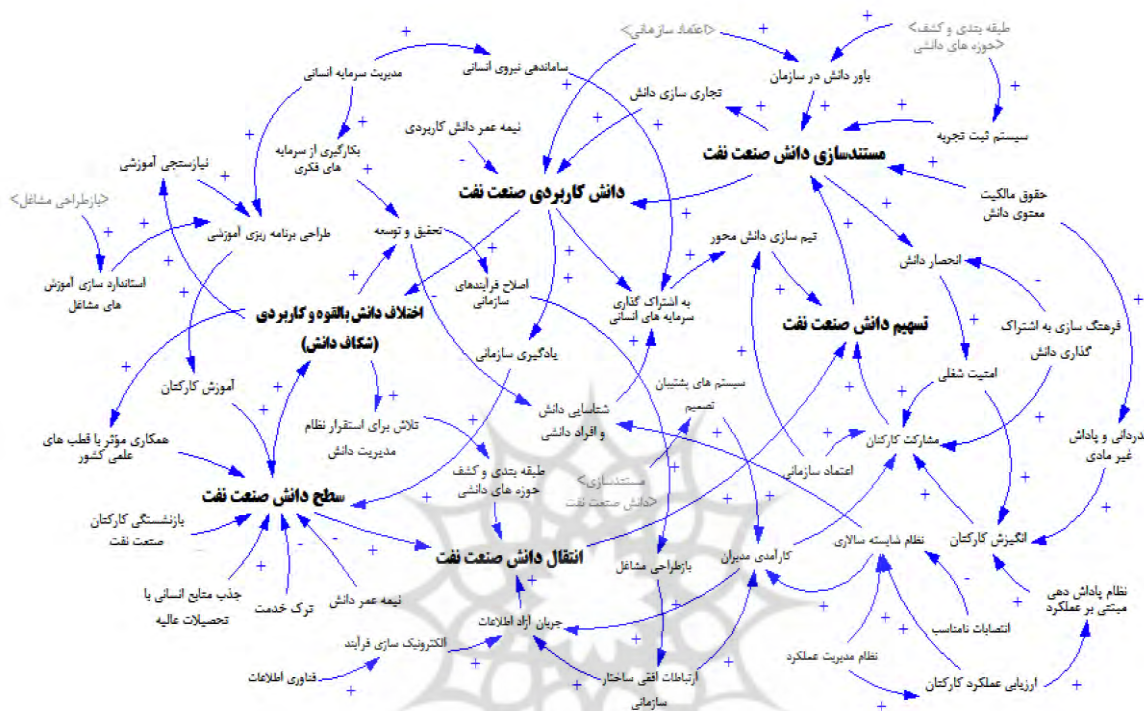 <اعتماد سازمانی>
<طبقه بندی و کشف
حوزه های دانشی>
ساماندهی نیروی انسانی
مدیریت سرمایه انسانی
باور دانش در سازمان
تجاری سازی دانش
نیمه عمر دانش کاربردی
سیستم ثبت تجربه
بکارگیری از سرمایه
های فکری
مستندسازی دانش صنعت نفت
نیازسنجی آموزشی
دانش کاربردی صنعت نفت
حقوق مالکیت
معنوی دانش
<بازطراحی مشاغل>
طراحی برنامه ریزی آموزشی
تحقیق و توسعه
تیم سازی دانش محور
انحصار دانش
استاندارد سازی آموزش
های مشاغل
اصلاح فرآیندهای
سازمانی
به اشتراک گذاری
سرمایه های انسانی
اختلاف دانش بالقوه و کاربردی
(شکاف دانش)
تسهیم دانش صنعت نفت
فرهنگ سازی به اشتراک
گذاری دانش
یادگیری سازمانی
آموزش کارکنان
سیستم های پشتیبان
تصمیم
امنیت شغلی
شناسایی دانش
و افراد دانشی
تلاش برای استقرار نظام
مدیریت دانش
همکاری مؤثر با قطب های
علمی کشور
مشارکت کارکنان
قدردانی و پاداش
غیر مادی
اعتماد سازمانی
طبقه بندی و کشف
حوزه های دانشی
<مستندسازی
دانش صنعت نفت>
سطح دانش صنعت نفت
بازنشستگی کارکنان
صنعت نفت
انتقال دانش صنعت نفت
بازطراحی مشاغل
کارآمدی مدیران
نظام شایسته سالاری
انگیزش کارکنان
جذب منابع انسانی با
تحصیلات عالیه
ترک خدمت
نیمه عمر دانش
نظام پاداش دهی
مبتنی بر عملکرد
جریان آزاد اطلاعات
انتصابات نامناسب
الکترونیک سازی فرآیند
نظام مدیریت عملکرد
فناوری اطلاعات
ارتباطات افقی ساختار
سازمانی
ارزیابی عملکرد کارکنان